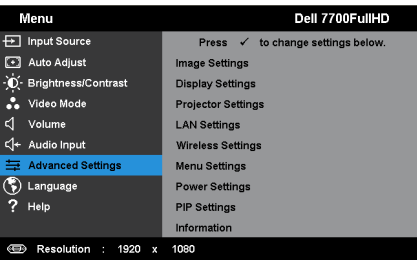 Menu Dell 7700FullHD
Input Source
Auto Adjust
Brightness/Contrast
Video Mode
Volume
Audio Input
Advanced Settings
Language
? Help
Press ✓ to change settings below.
Image Settings
Display Settings
Projector Settings
LAN Settings
Wireless Settings
Menu Settings
Power Settings
PIP Settings
Information
Resolution : 1920 x 1080